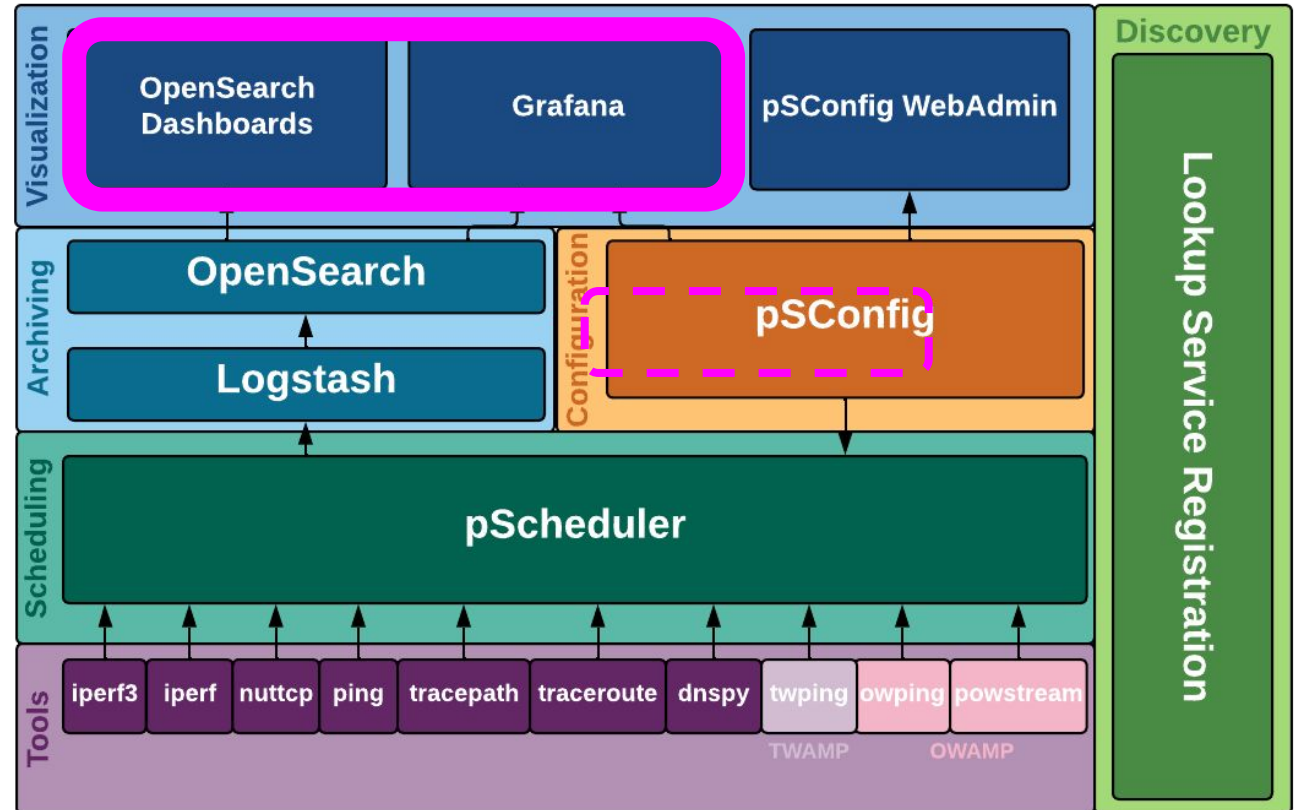 Visualization
OpenSearch
Dashboards
Grafana
pSConfig WebAdmin
Discovery
Lookup Service Registration
Archiving
OpenSearch
Logstash
Configuration
pSConfig
Scheduling
pScheduler
Tools
iperf3
iperf
nuttcp
ping
tracepath
traceroute
dnspy
twping
owping
powstream
TWAMP
OWAMP